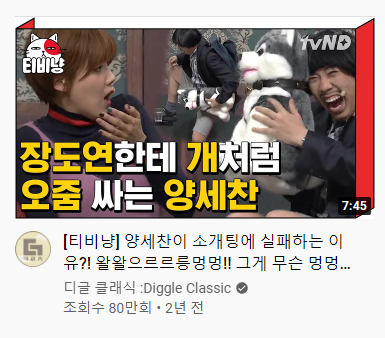 티비냥
tvND
장도연한테 개처럼
오줌 싸는 양세찬
7:45
[티비냥] 양세찬이 소개팅에 실패하는 이
유?! 왈왈으르르릉멍멍!! 그게 무슨 멍멍...
디글 클래식 :Diggle Classic
조회수 80만회 • 2년 전